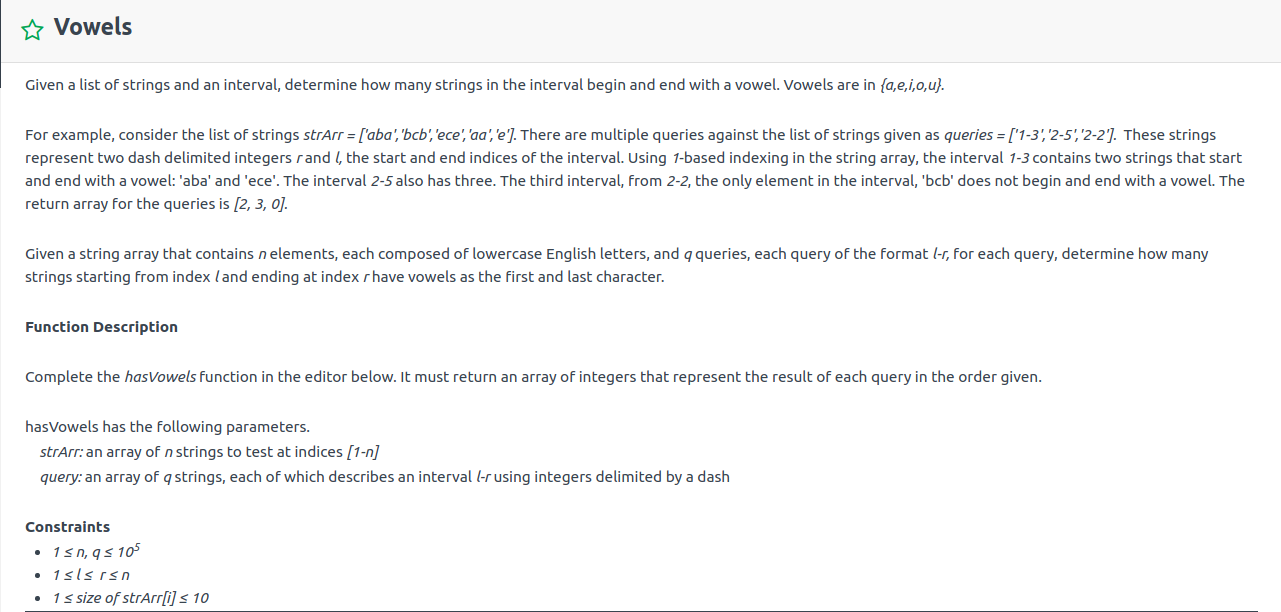 Vowels
Given a list of strings and an interval, determine how many strings in the interval begin and end with a vowel. Vowels are in {a,e,i,o,u}.
For example, consider the list of strings strArr = ['aba','bcb','ece','aa','e']. There are multiple queries against the list of strings given as queries = ['1-3','2-5','2-2']. These strings
represent two dash delimited integers r and l, the start and end indices of the interval. Using 1-based indexing in the string array, the interval 1-3 contains two strings that start
and end with a vowel: 'aba' and 'ece'. The interval 2-5 also has three. The third interval, from 2-2, the only element in the interval, 'bcb' does not begin and end with a vowel. The
return array for the queries is [2, 3, 0].
Given a string array that contains n elements, each composed of lowercase English letters, and q queries, each query of the format l-r, for each query, determine how many
strings starting from index l and ending at index r have vowels as the first and last character.
Function Description
Complete the hasVowels function in the editor below. It must return an array of integers that represent the result of each query in the order given.
hasVowels has the following parameters.
strArr: an array of n strings to test at indices [1-n]
query: an array of q strings, each of which describes an interval l-r using integers delimited by a dash
Constraints
• 1 ≤ n, q ≤ 10⁵
• 1 ≤ l ≤ r ≤ n
• 1 ≤ size of strArr[i] ≤ 10